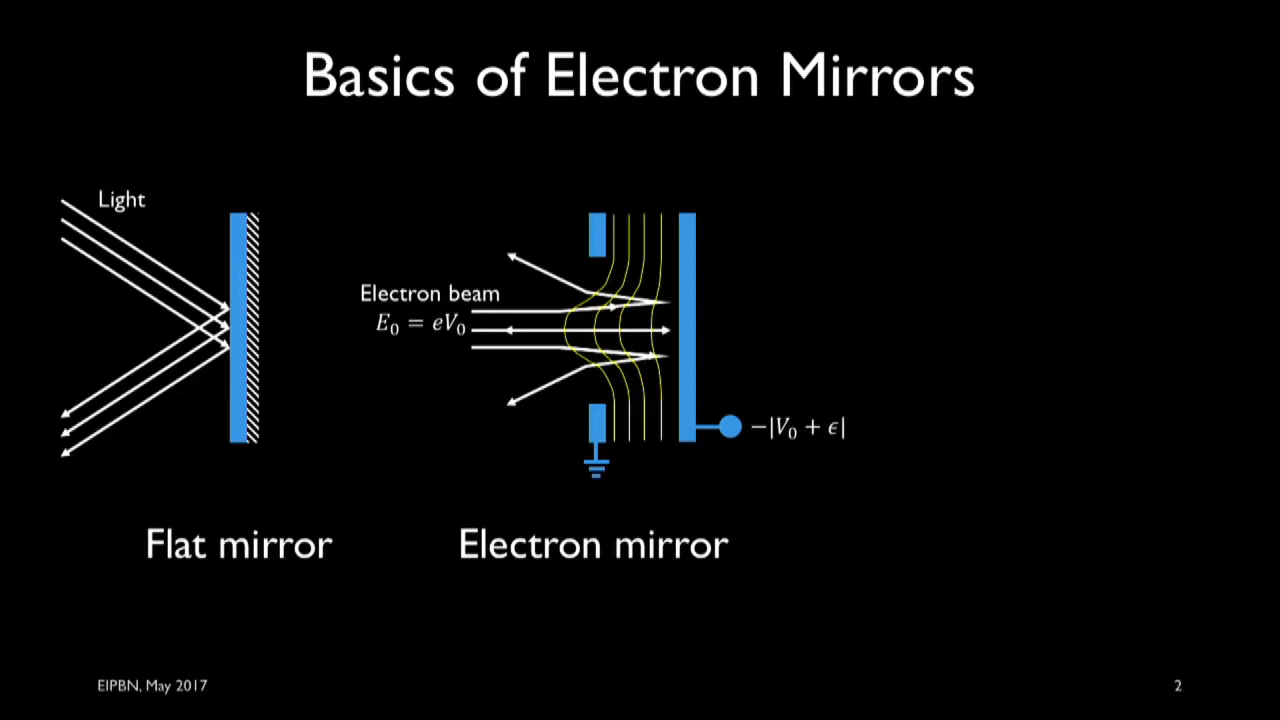 Basics of Electron Mirrors
Light
Electron beam
E₀ = eV₀
−|V₀ + ϵ|
Flat mirror
Electron mirror
EIPBN, May 2017
2